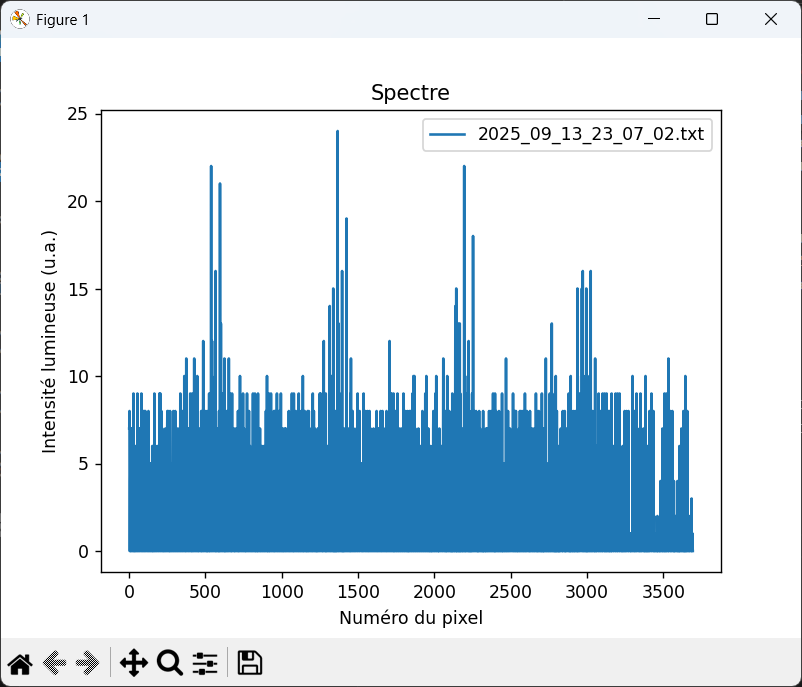 Figure 1
Spectre
2025_09_13_23_07_02.txt
Intensité lumineuse (u.a.)
25
20
15
10
5
0
0 500 1000 1500 2000 2500 3000 3500
Numéro du pixel